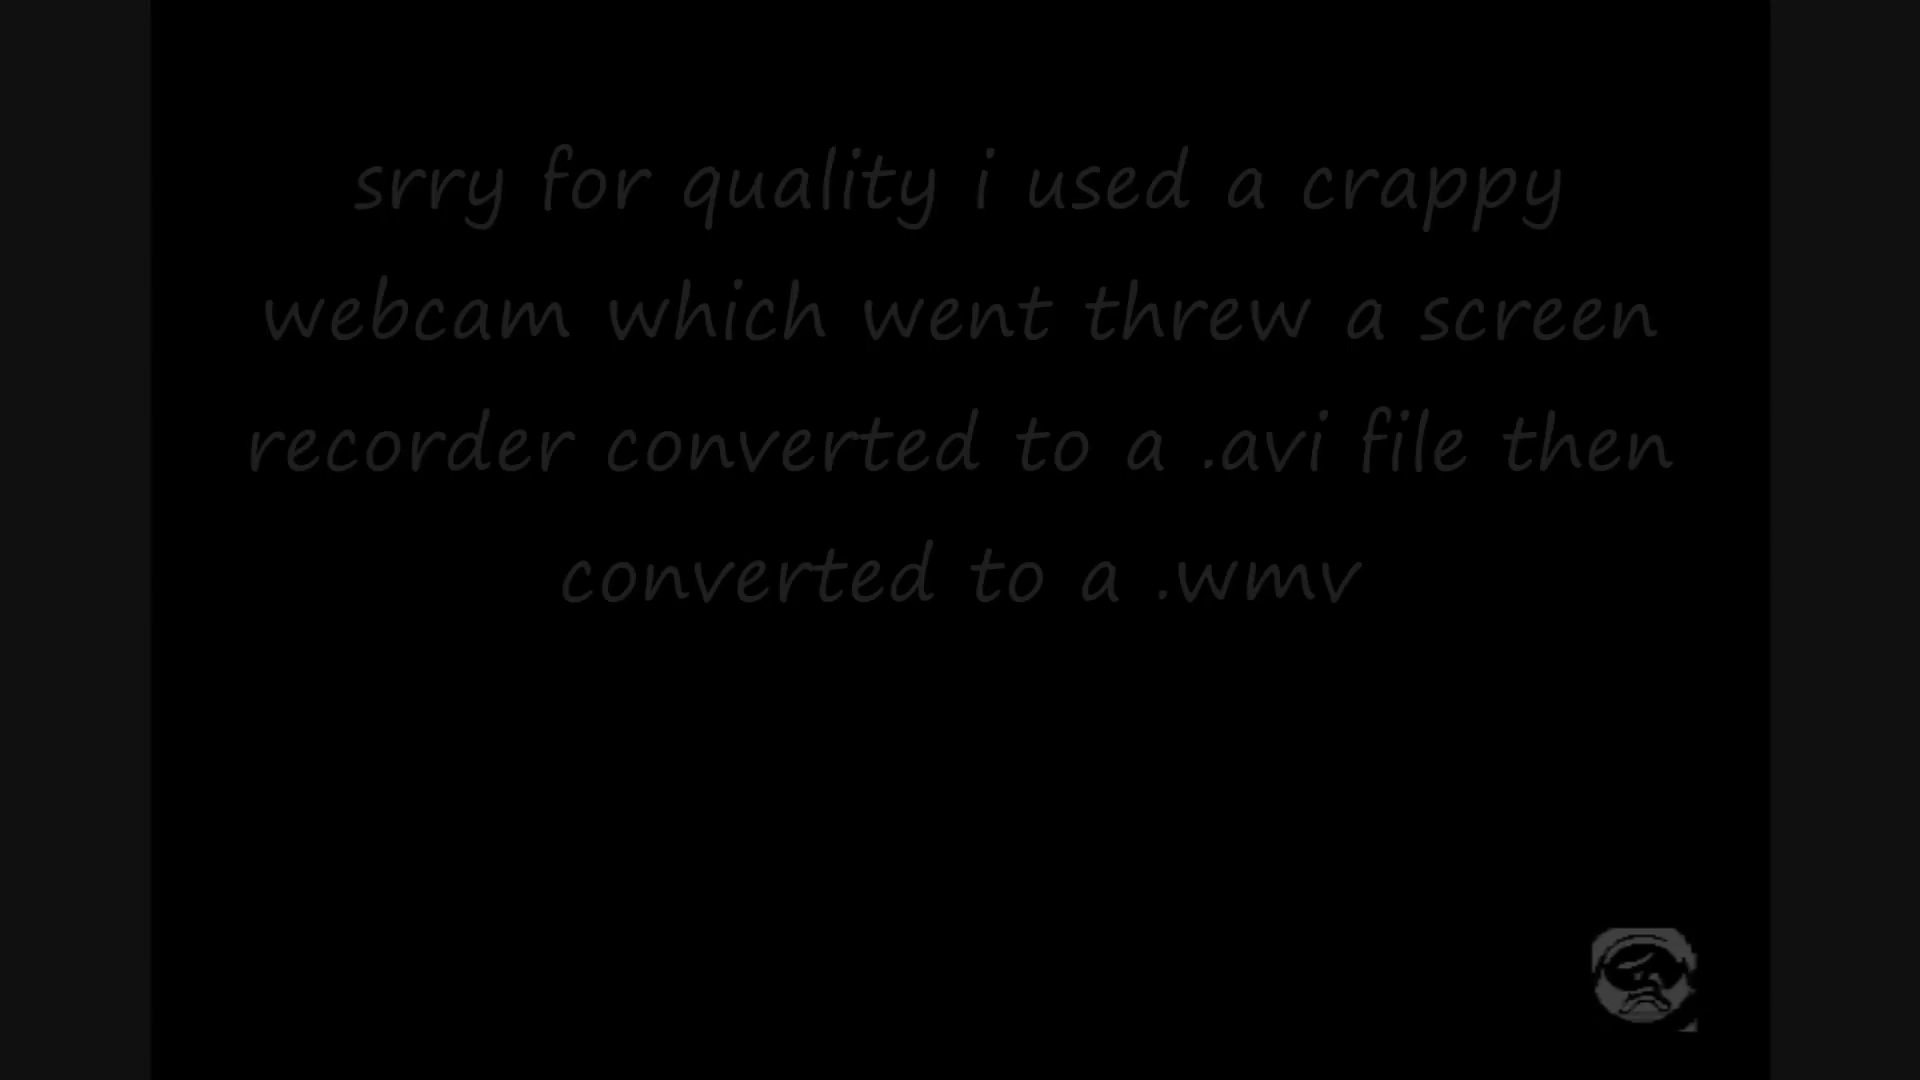 srry for quality i used a crappy
webcam which went threw a screen
recorder converted to a .avi file then
converted to a .wmv